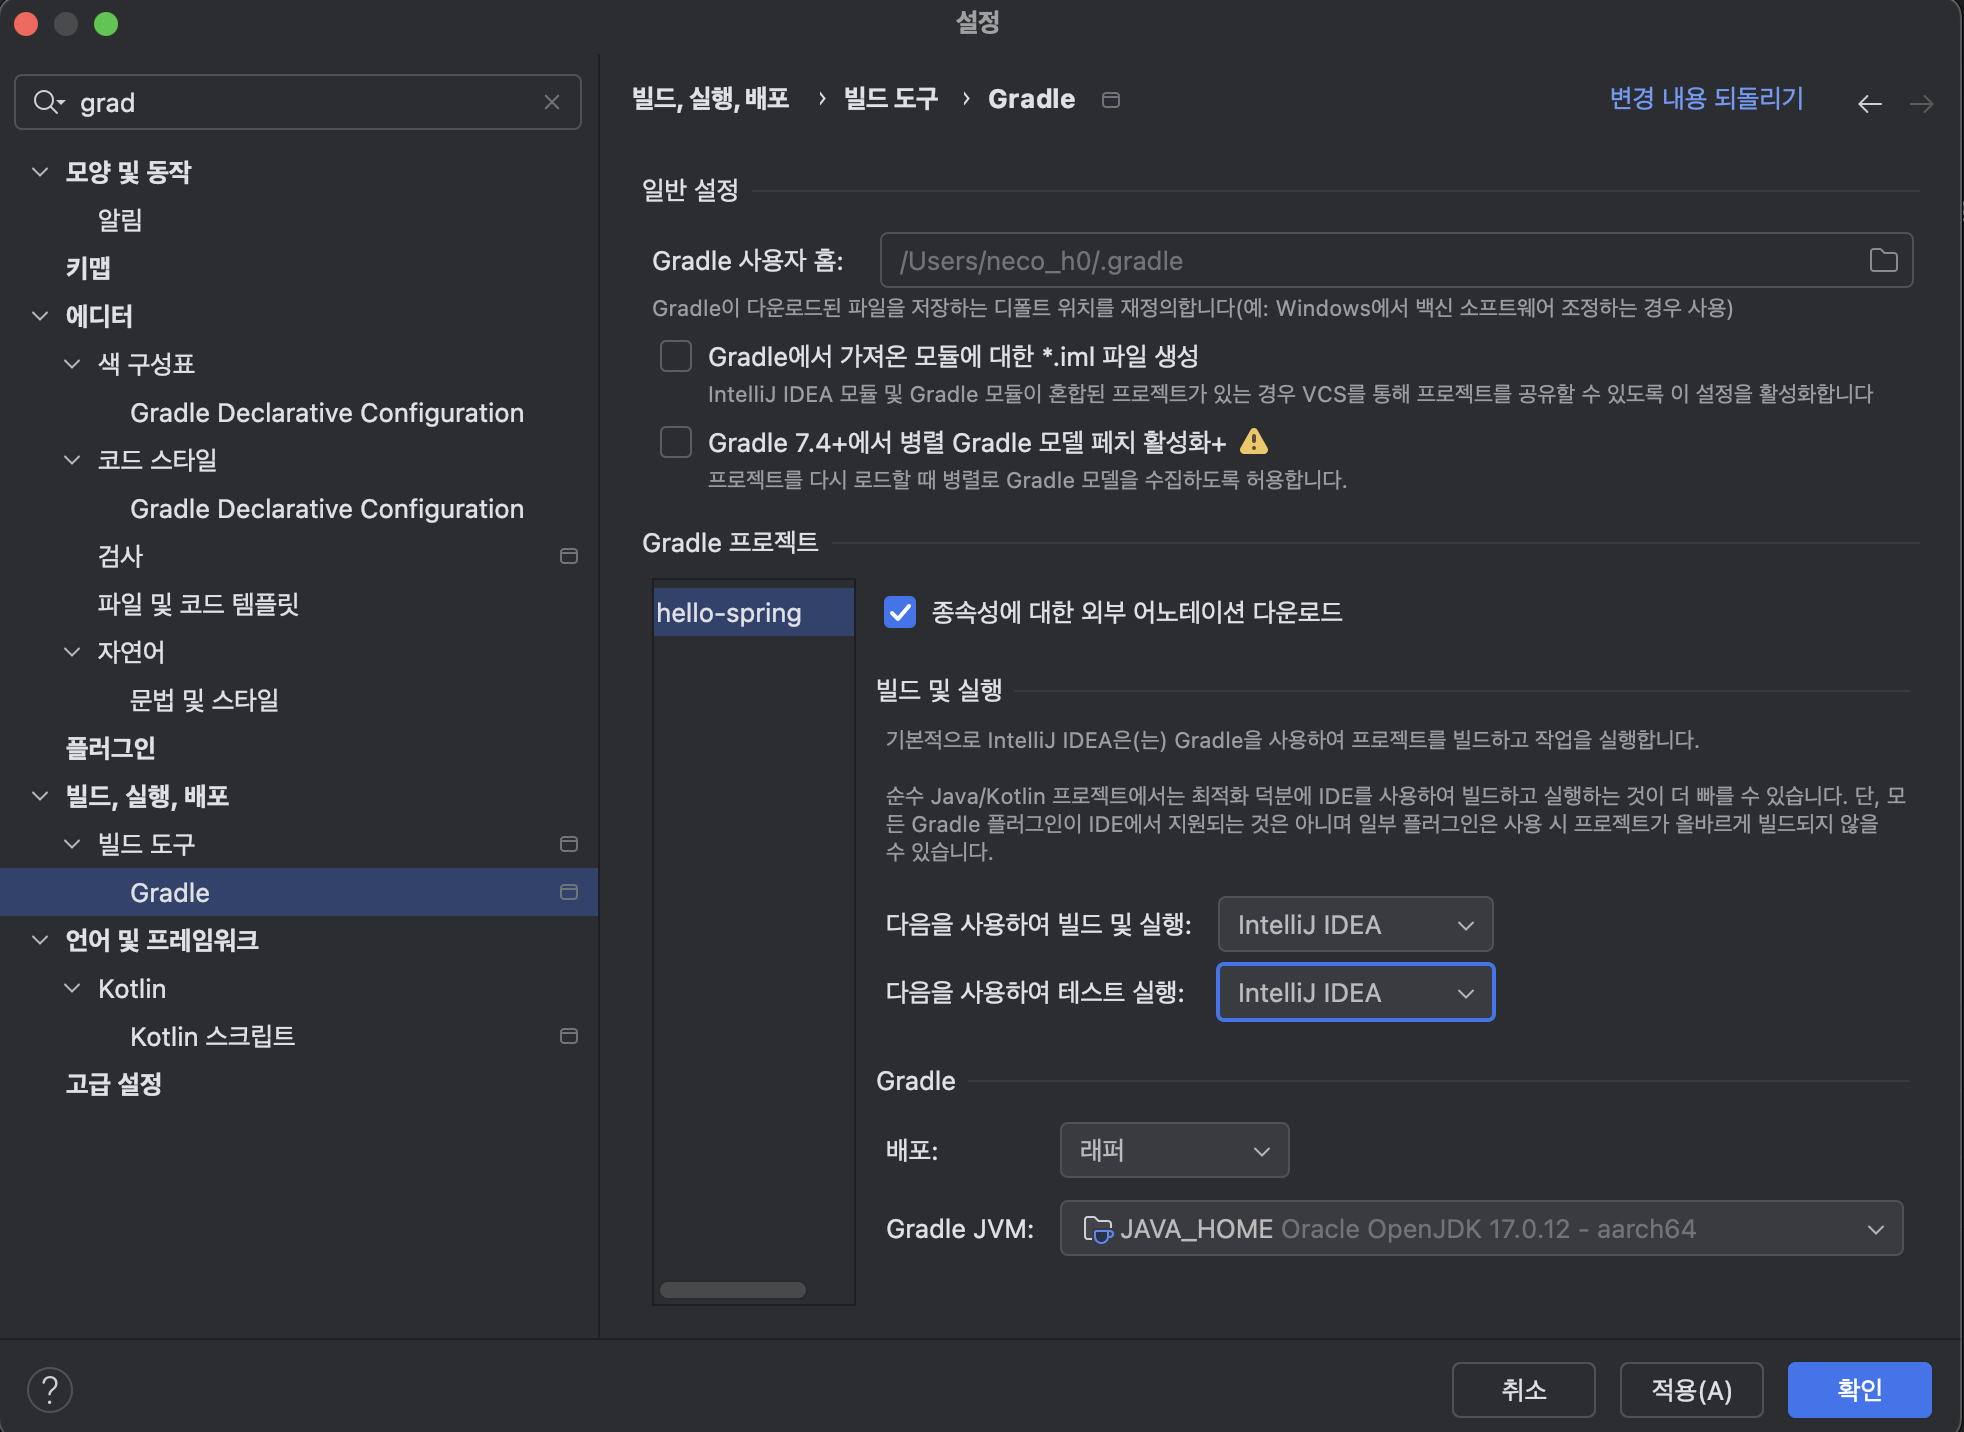 설정
grad
모양 및 동작
알림
키맵
에디터
색 구성표
Gradle Declarative Configuration
코드 스타일
Gradle Declarative Configuration
검사
파일 및 코드 템플릿
자연어
문법 및 스타일
플러그인
빌드, 실행, 배포
빌드 도구
Gradle
언어 및 프레임워크
Kotlin
Kotlin 스크립트
고급 설정
빌드, 실행, 배포 › 빌드 도구 › Gradle
변경 내용 되돌리기
일반 설정
Gradle 사용자 홈: /Users/neco_h0/.gradle
Gradle이 다운로드된 파일을 저장하는 디폴트 위치를 재정의합니다(예: Windows에서 백신 소프트웨어 조정하는 경우 사용)
Gradle에서 가져온 모듈에 대한 *.iml 파일 생성
IntelliJ IDEA 모듈 및 Gradle 모듈이 혼합된 프로젝트가 있는 경우 VCS를 통해 프로젝트를 공유할 수 있도록 이 설정을 활성화합니다
Gradle 7.4+에서 병렬 Gradle 모델 페치 활성화+
프로젝트를 다시 로드할 때 병렬로 Gradle 모델을 수집하도록 허용합니다.
Gradle 프로젝트
hello-spring
종속성에 대한 외부 어노테이션 다운로드
빌드 및 실행
기본적으로 IntelliJ IDEA은(는) Gradle을 사용하여 프로젝트를 빌드하고 작업을 실행합니다.
순수 Java/Kotlin 프로젝트에서는 최적화 덕분에 IDE를 사용하여 빌드하고 실행하는 것이 더 빠를 수 있습니다. 단, 모
든 Gradle 플러그인이 IDE에서 지원되는 것은 아니며 일부 플러그인은 사용 시 프로젝트가 올바르게 빌드되지 않을
수 있습니다.
다음을 사용하여 빌드 및 실행: IntelliJ IDEA
다음을 사용하여 테스트 실행: IntelliJ IDEA
Gradle
배포: 래퍼
Gradle JVM: JAVA_HOME Oracle OpenJDK 17.0.12 - aarch64
?
취소
적용(A)
확인